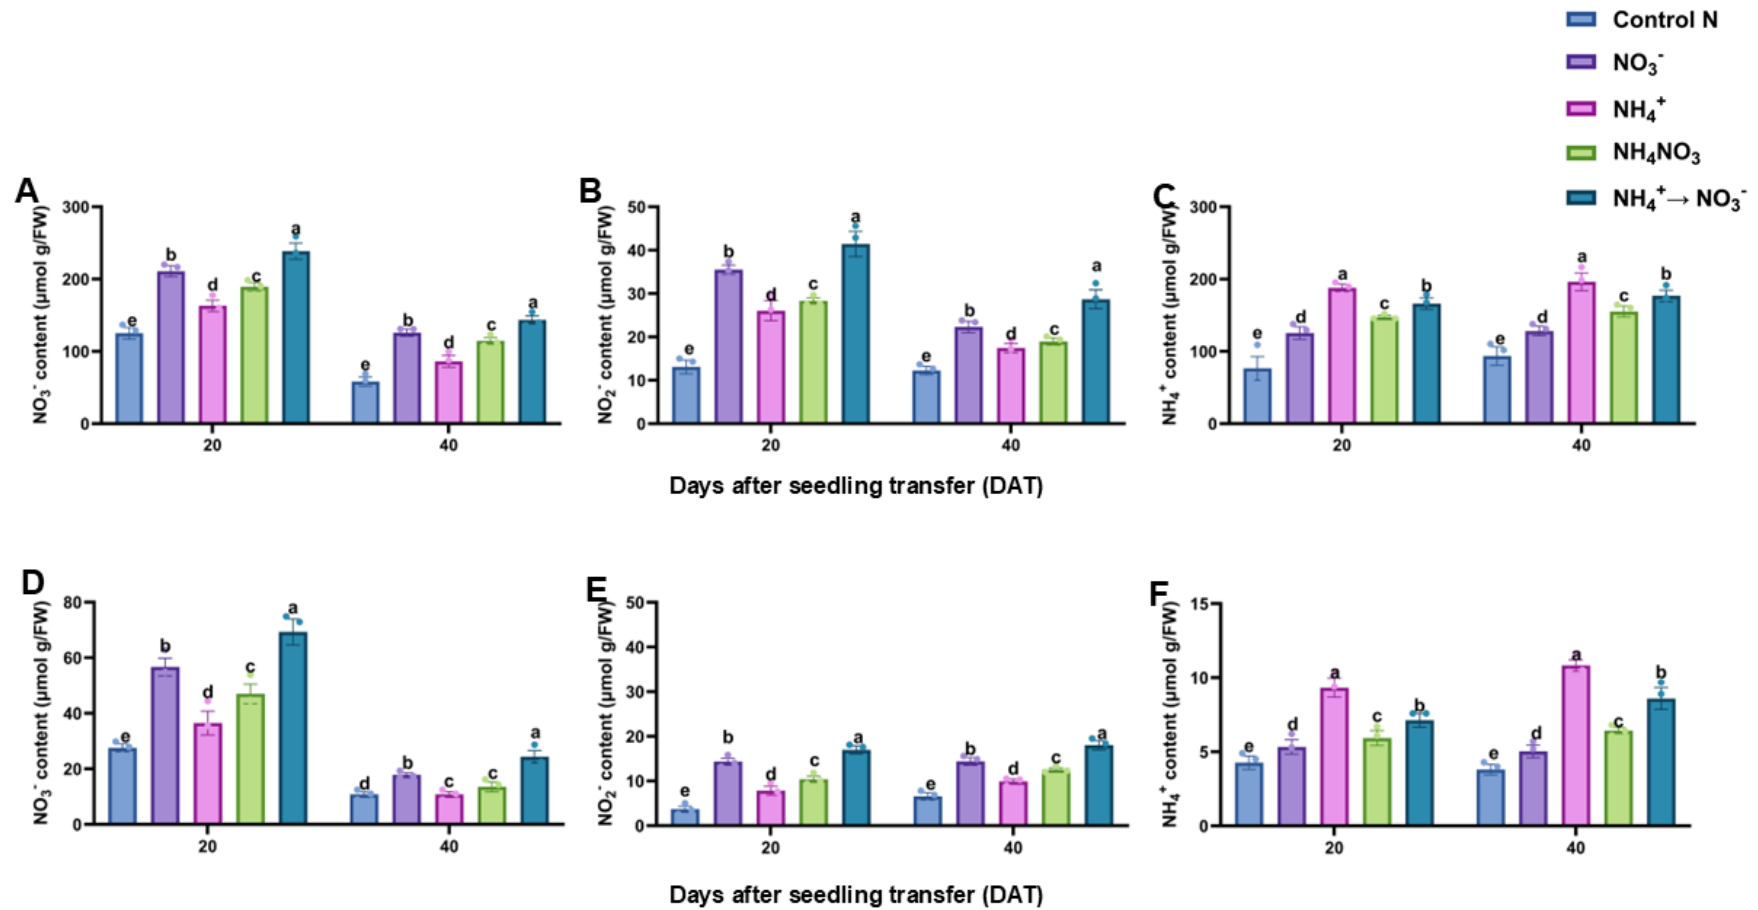 Control N
NO3-
NH4+
NH4NO3
NH4+→ NO3-
A
NO3- content (µmol g/FW)
300
200
100
0
e
b
d
c
a
e
b
d
c
a
20
40
B
NO2- content (µmol g/FW)
50
40
30
20
10
0
e
b
d
c
a
e
b
d
c
a
20
40
C
NH4+ content (µmol g/FW)
300
200
100
0
e
d
a
c
b
e
d
a
c
b
20
40
Days after seedling transfer (DAT)
D
NO3- content (µmol g/FW)
80
60
40
20
0
e
b
d
c
a
d
b
c
c
a
20
40
E
NO2- content (µmol g/FW)
50
40
30
20
10
0
e
b
d
c
a
e
b
d
c
a
20
40
F
NH4+ content (µmol g/FW)
15
10
5
0
e
d
a
c
b
e
d
a
c
b
20
40
Days after seedling transfer (DAT)